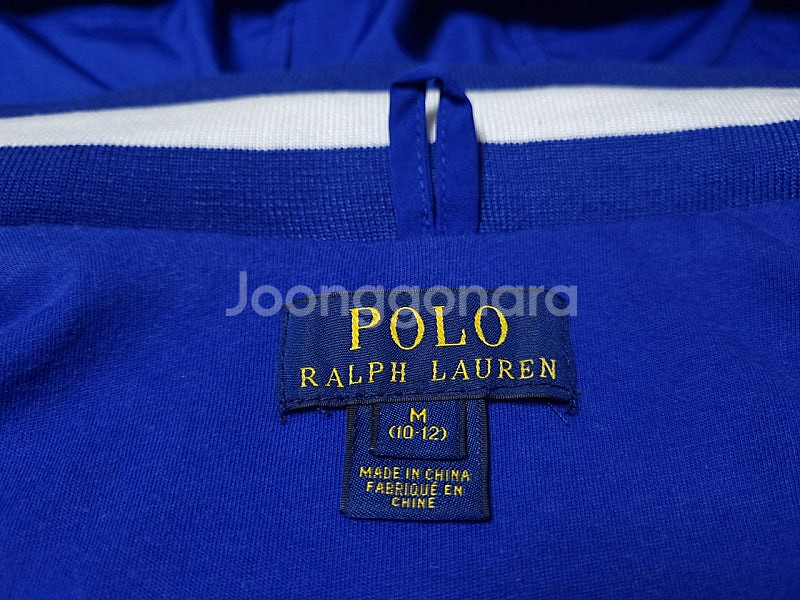 Joonggonara
POLO
RALPH LAUREN
M
(10-12)
MADE IN CHINA
FABRIQUÉ EN
CHINE